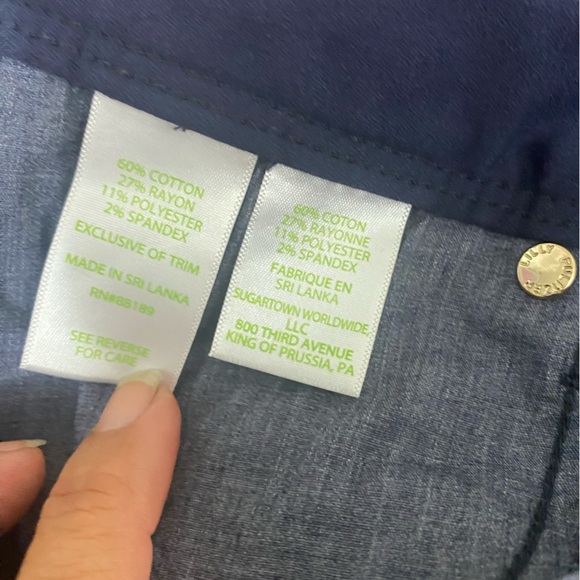 60% COTTON
27% RAYON
11% POLYESTER
2% SPANDEX
EXCLUSIVE OF TRIM
MADE IN SRI LANKA
RN#88189
SEE REVERSE
FOR CARE
60% COTON
27% RAYONNE
11% POLYESTER
2% SPANDEX
FABRIQUE EN
SRI LANKA
SUGARTOWN WORLDWIDE,
LLC
800 THIRD AVENUE
KING OF PRUSSIA, PA
LILLY PULITZER